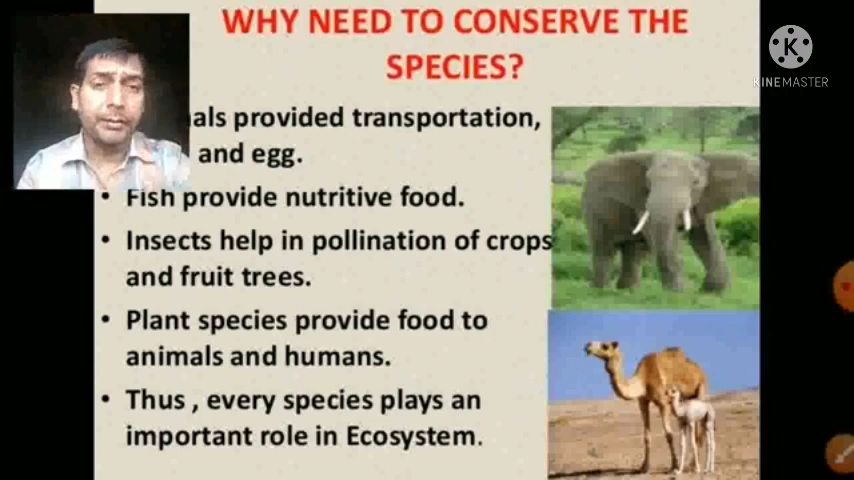 WHY NEED TO CONSERVE THE
SPECIES?
als provided transportation,
and egg.
• Fish provide nutritive food.
• Insects help in pollination of crops
and fruit trees.
• Plant species provide food to
animals and humans.
• Thus , every species plays an
important role in Ecosystem.
K
KINEMASTER